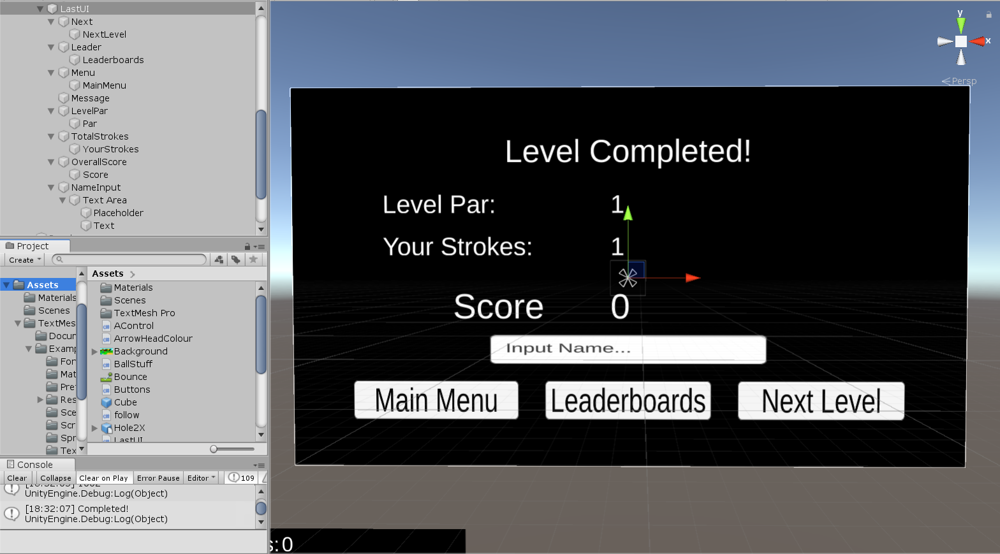 LastUI
Next
NextLevel
Leader
Leaderboards
Menu
MainMenu
Message
LevelPar
Par
TotalStrokes
YourStrokes
OverallScore
Score
NameInput
Text Area
Placeholder
Text
Project
Create
Assets
Materials
Scenes
TextMes
Docun
Examp
Fon
Mat
Pre
Res
Sce
Scr
Spr
Tex
Assets
Materials
Scenes
TextMesh Pro
AControl
ArrowHeadColour
Background
BallStuff
Bounce
Buttons
Cube
follow
Hole2X
LastUI
Console
Clear
Collapse
Clear on Play
Error Pause
Editor
109
UnityEngine.Debug:Log(Object)
[18:32:07] Completed!
UnityEngine.Debug:Log(Object)
y
x
Persp
Level Completed!
Level Par: 1
Your Strokes: 1
Score 0
Input Name...
Main Menu
Leaderboards
Next Level
s:0